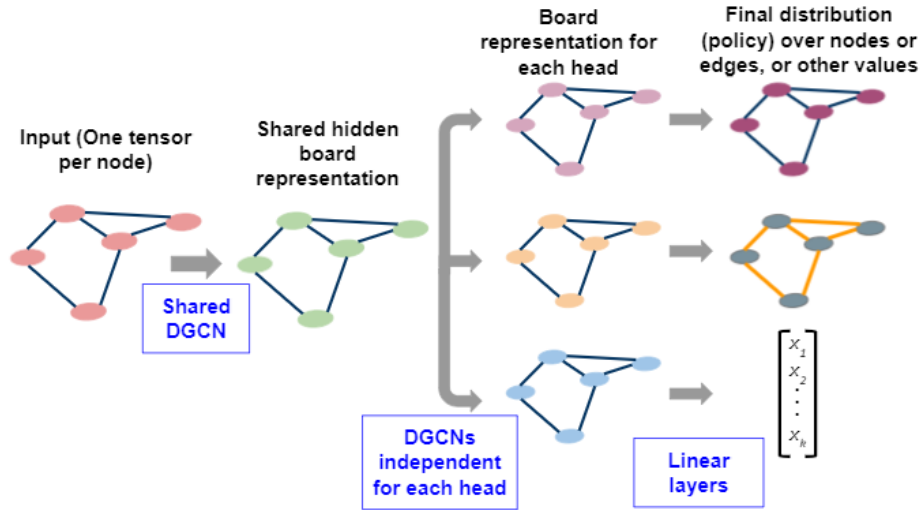 Input (One tensor
per node)
Shared DGCN
Shared hidden
board
representation
DGCNs
independent
for each head
Board
representation for
each head
Linear
layers
Final distribution
(policy) over nodes or
edges, or other values
x1
x2
.
.
.
xk